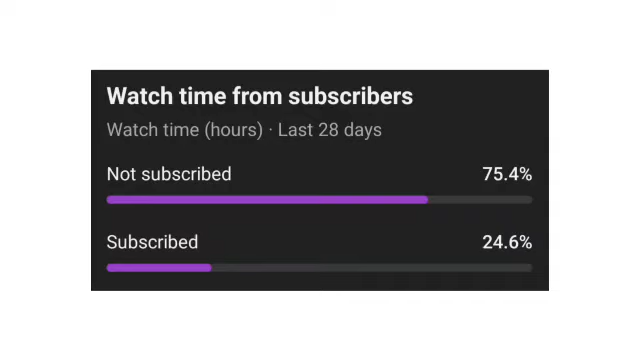 Watch time from subscribers
Watch time (hours) · Last 28 days
Not subscribed 75.4%
Subscribed 24.6%